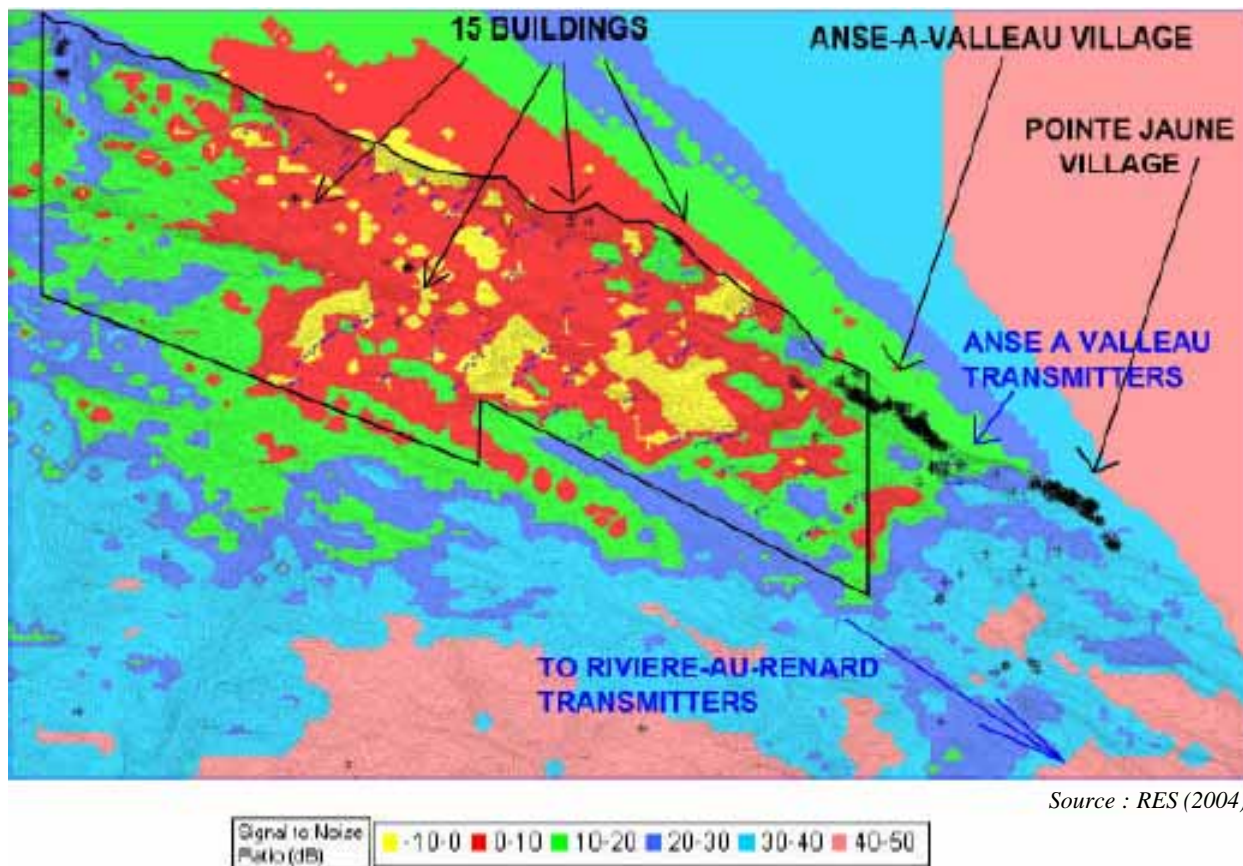 15 BUILDINGS
ANSE-A-VALLEAU VILLAGE
POINTE JAUNE
VILLAGE
ANSE A VALLEAU
TRANSMITTERS
TO RIVIERE-AU-RENARD
TRANSMITTERS
Source : RES (2004)
Signal to Noise
Ratio (dB)
-10-0 0-10 10-20 20-30 30-40 40-50